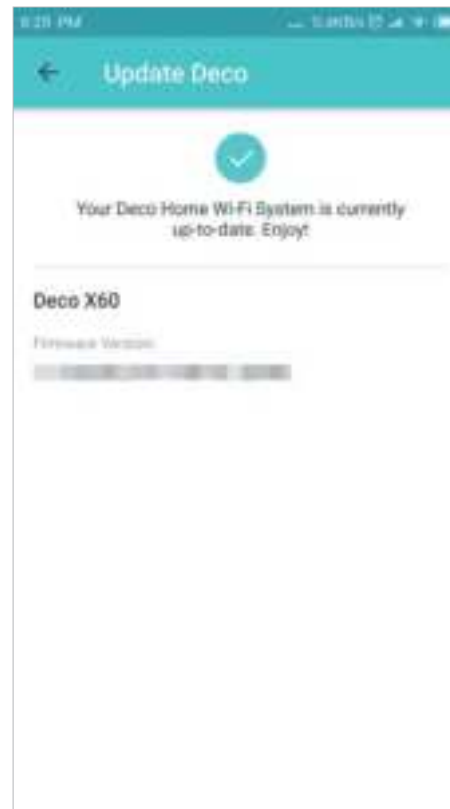 Update Deco
Your Deco Home Wi-Fi System is currently
up-to-date. Enjoy!
Deco X60
Firmware Version: